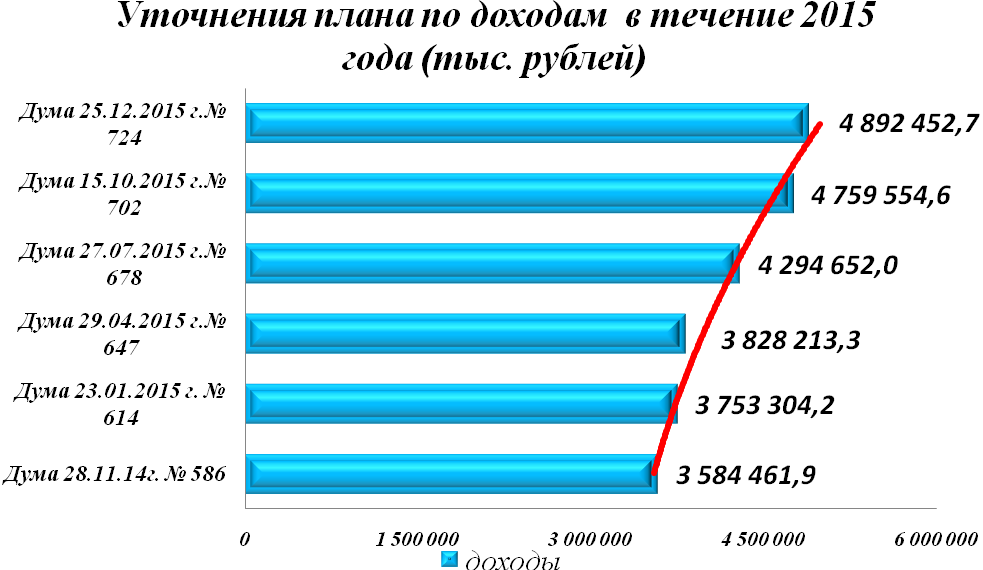 Уточнения плана по доходам в течение 2015
года (тыс. рублей)
Дума 25.12.2015 г.№
724
4 892 452,7
Дума 15.10.2015 г.№
702
4 759 554,6
Дума 27.07.2015 г.№
678
4 294 652,0
Дума 29.04.2015 г.№
647
3 828 213,3
Дума 23.01.2015 г. №
614
3 753 304,2
Дума 28.11.14г. № 586
3 584 461,9
0 1 500 000 3 000 000 4 500 000 6 000 000
доходы